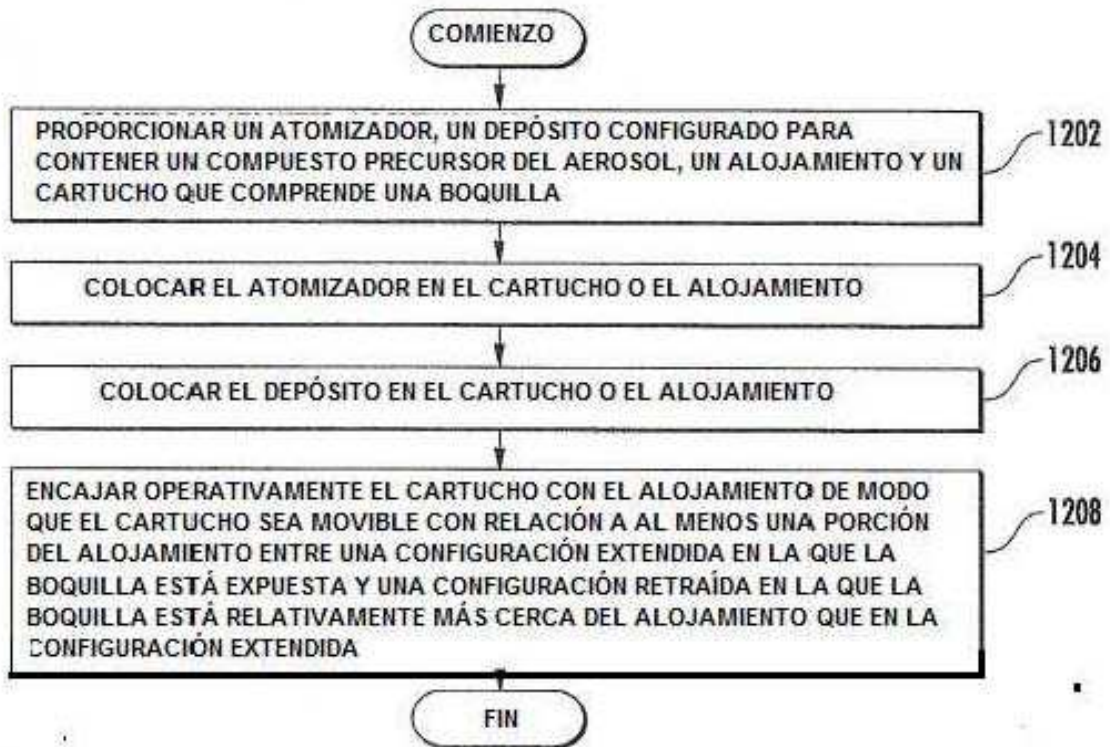 COMIENZO
PROPORCIONAR UN ATOMIZADOR, UN DEPÓSITO CONFIGURADO PARA
CONTENER UN COMPUESTO PRECURSOR DEL AEROSOL, UN ALOJAMIENTO Y UN
CARTUCHO QUE COMPRENDE UNA BOQUILLA
1202
COLOCAR EL ATOMIZADOR EN EL CARTUCHO O EL ALOJAMIENTO
1204
COLOCAR EL DEPÓSITO EN EL CARTUCHO O EL ALOJAMIENTO
1206
ENCAJAR OPERATIVAMENTE EL CARTUCHO CON EL ALOJAMIENTO DE MODO
QUE EL CARTUCHO SEA MOVIBLE CON RELACIÓN A AL MENOS UNA PORCIÓN
DEL ALOJAMIENTO ENTRE UNA CONFIGURACIÓN EXTENDIDA EN LA QUE LA
BOQUILLA ESTÁ EXPUESTA Y UNA CONFIGURACIÓN RETRAÍDA EN LA QUE LA
BOQUILLA ESTÁ RELATIVAMENTE MÁS CERCA DEL ALOJAMIENTO QUE EN LA
CONFIGURACIÓN EXTENDIDA
1208
FIN